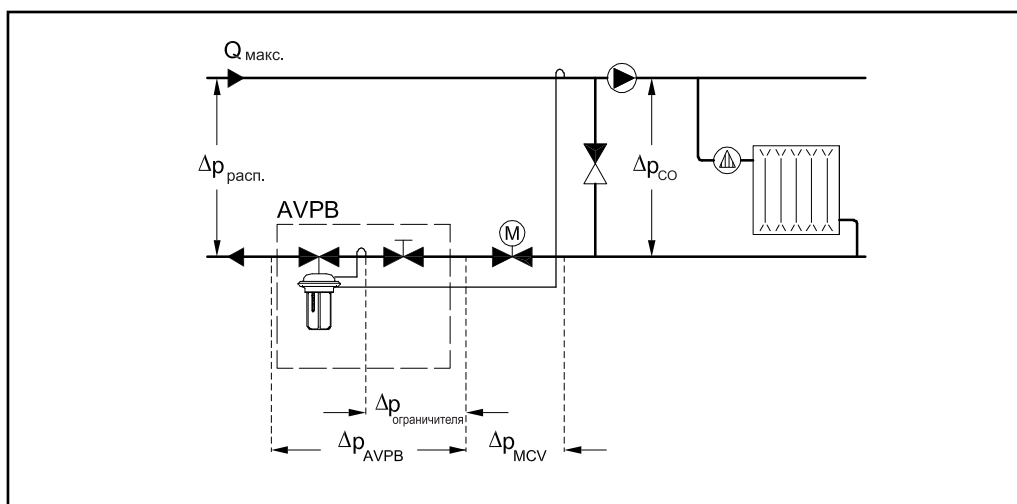 Q макс.
Δp расп.
Δp CO
AVPB
M
Δp ограничителя
Δp AVPB
Δp MCV